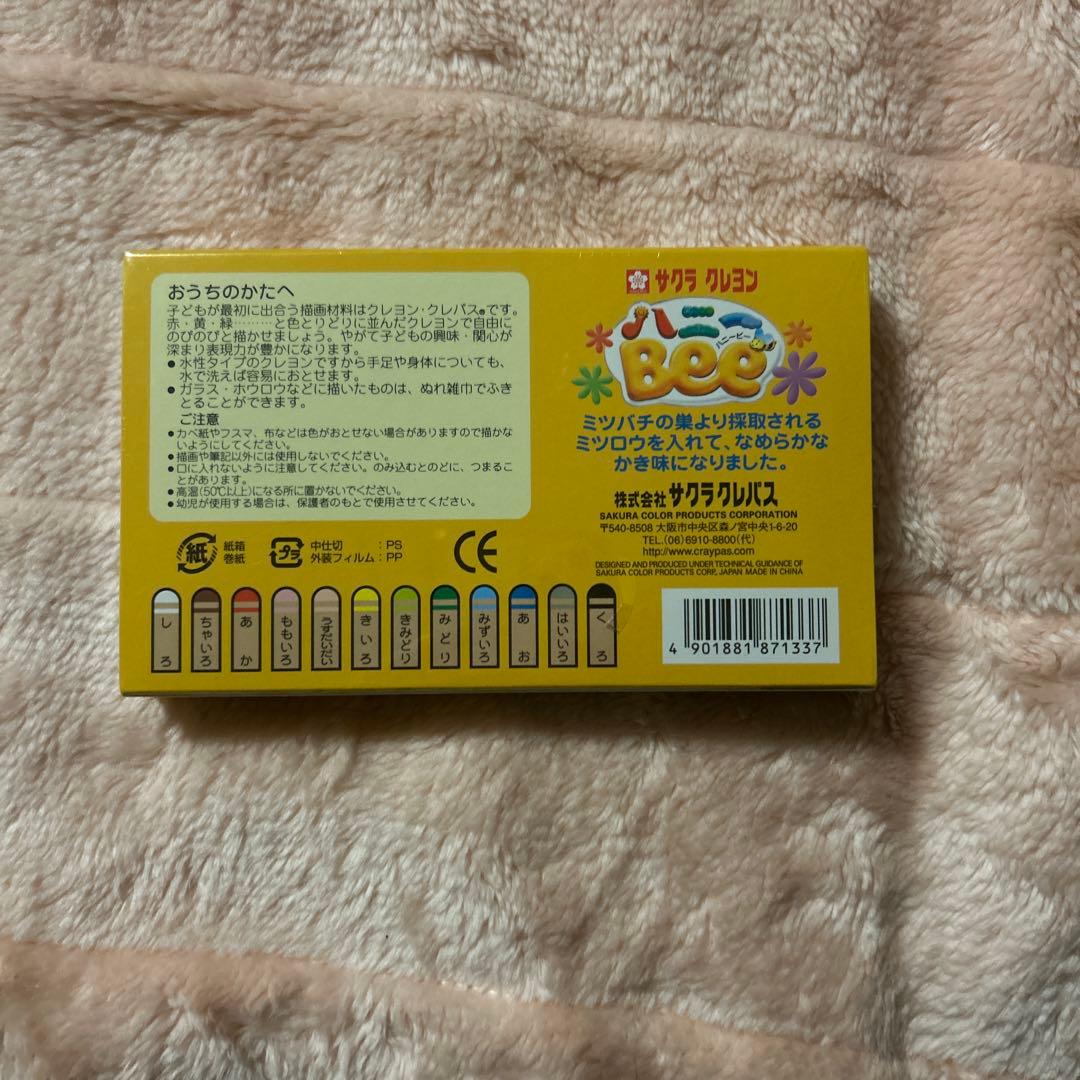 おうちのかたへ
子どもが最初に出合う描画材料はクレヨン・クレパス®です。
赤・黄・緑………と色とりどりに並んだクレヨンで自由に
のびのびと描かせましょう。やがて子どもの興味・関心が
深まり表現力が豊かになります。
●水性タイプのクレヨンですから手足や身体についても、
水で洗えば容易におとせます。
●ガラス・ホウロウなどに描いたものは、ぬれ雑巾でふき
とることができます。
ご注意
●カベ紙やフスマ、布などは色がおとせない場合がありますので描かな
いようにしてください。
●描画や筆記以外には使用しないでください。
●口に入れないように注意してください。のみ込むとのどに、つまるこ
とがあります。
●高温(50℃以上)になる所に置かないでください。
●幼児が使用する場合は、保護者のもとで使用させてください。
紙
紙箱
巻紙
プラ
中仕切 : PS
外装フィルム : PP
CE
サクラ クレヨン
ハニー
ハニービー
Bee
ミツバチの巣より採取される
ミツロウを入れて、なめらかな
かき味になりました。
株式会社サクラクレパス
SAKURA COLOR PRODUCTS CORPORATION
〒540-8508 大阪市中央区森ノ宮中央1-6-20
TEL.(06)6910-8800(代)
http://www.craypas.com
DESIGNED AND PRODUCED UNDER TECHNICAL GUIDANCE OF
SAKURA COLOR PRODUCTS CORP., JAPAN MADE IN CHINA
しろ
ちゃいろ
あか
ももいろ
うすだいだい
きいろ
きみどり
みどり
みずいろ
あお
はいいろ
くろ
4 901881 871337